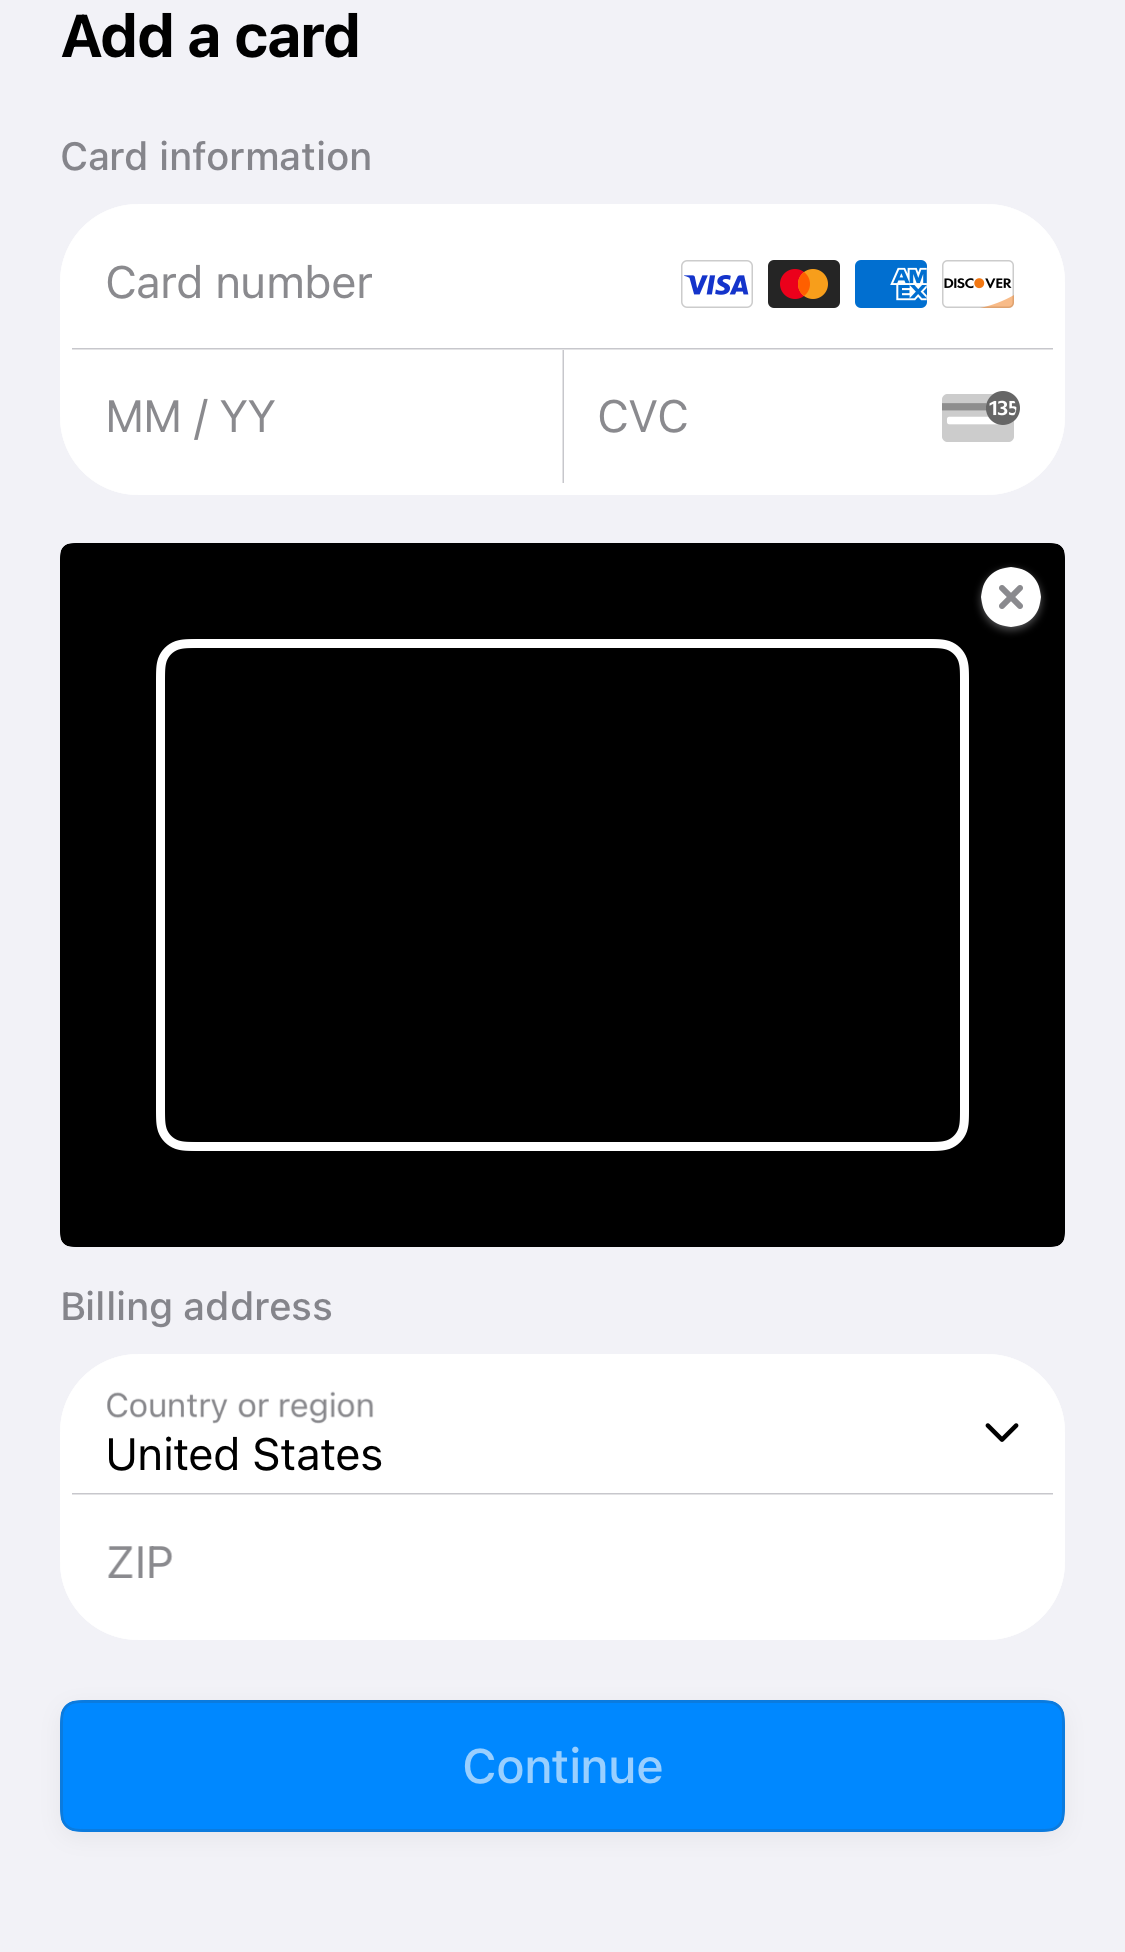 Add a card
Card information
Card number VISA AM EX DISCOVER
MM / YY CVC 135
Billing address
Country or region
United States
ZIP
Continue